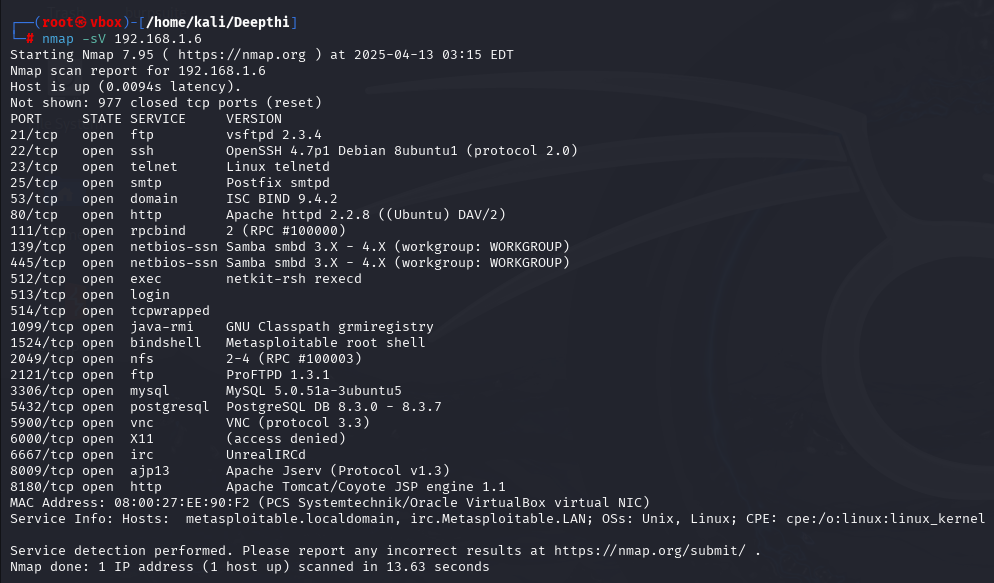 ┌──(root㉿vbox)-[/home/kali/Deepthi]
└─# nmap -sV 192.168.1.6
Starting Nmap 7.95 ( https://nmap.org ) at 2025-04-13 03:15 EDT
Nmap scan report for 192.168.1.6
Host is up (0.0094s latency).
Not shown: 977 closed tcp ports (reset)
PORT     STATE SERVICE     VERSION
21/tcp   open  ftp         vsftpd 2.3.4
22/tcp   open  ssh         OpenSSH 4.7p1 Debian 8ubuntu1 (protocol 2.0)
23/tcp   open  telnet      Linux telnetd
25/tcp   open  smtp        Postfix smtpd
53/tcp   open  domain      ISC BIND 9.4.2
80/tcp   open  http        Apache httpd 2.2.8 ((Ubuntu) DAV/2)
111/tcp  open  rpcbind     2 (RPC #100000)
139/tcp  open  netbios-ssn Samba smbd 3.X - 4.X (workgroup: WORKGROUP)
445/tcp  open  netbios-ssn Samba smbd 3.X - 4.X (workgroup: WORKGROUP)
512/tcp  open  exec        netkit-rsh rexecd
513/tcp  open  login
514/tcp  open  tcpwrapped
1099/tcp open  java-rmi    GNU Classpath grmiregistry
1524/tcp open  bindshell   Metasploitable root shell
2049/tcp open  nfs         2-4 (RPC #100003)
2121/tcp open  ftp         ProFTPD 1.3.1
3306/tcp open  mysql       MySQL 5.0.51a-3ubuntu5
5432/tcp open  postgresql  PostgreSQL DB 8.3.0 - 8.3.7
5900/tcp open  vnc         VNC (protocol 3.3)
6000/tcp open  X11         (access denied)
6667/tcp open  irc         UnrealIRCd
8009/tcp open  ajp13       Apache Jserv (Protocol v1.3)
8180/tcp open  http        Apache Tomcat/Coyote JSP engine 1.1
MAC Address: 08:00:27:EE:90:F2 (PCS Systemtechnik/Oracle VirtualBox virtual NIC)
Service Info: Hosts:  metasploitable.localdomain, irc.Metasploitable.LAN; OSs: Unix, Linux; CPE: cpe:/o:linux:linux_kernel

Service detection performed. Please report any incorrect results at https://nmap.org/submit/ .
Nmap done: 1 IP address (1 host up) scanned in 13.63 seconds